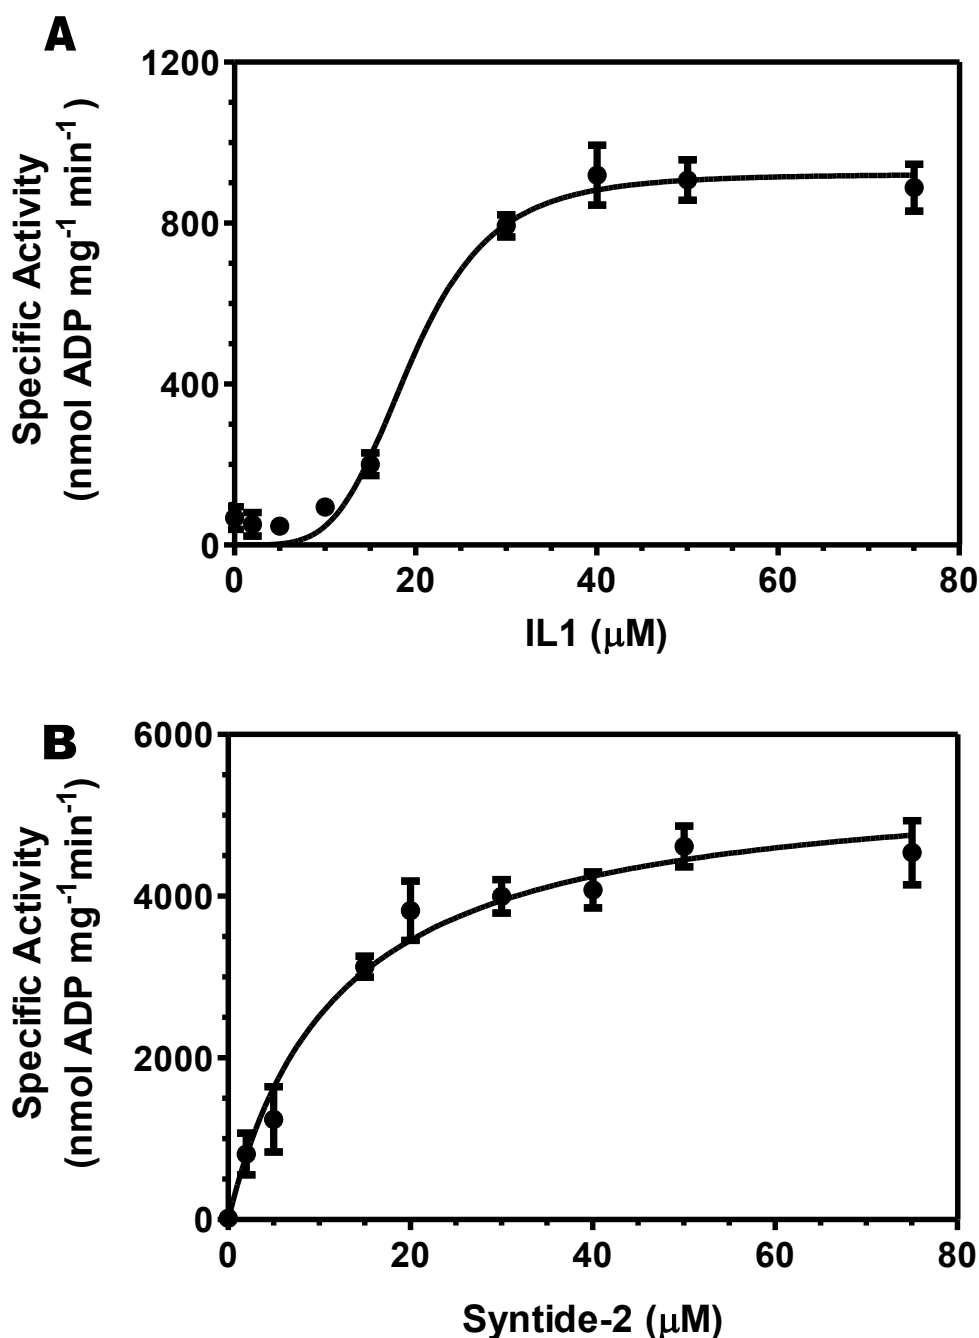 A
1200
800
400
0
Specific Activity
(nmol ADP mg⁻¹ min⁻¹ )
0 20 40 60 80
IL1 (μM)
B
6000
4000
2000
0
Specific Activity
(nmol ADP mg⁻¹min⁻¹)
0 20 40 60 80
Syntide-2 (μM)